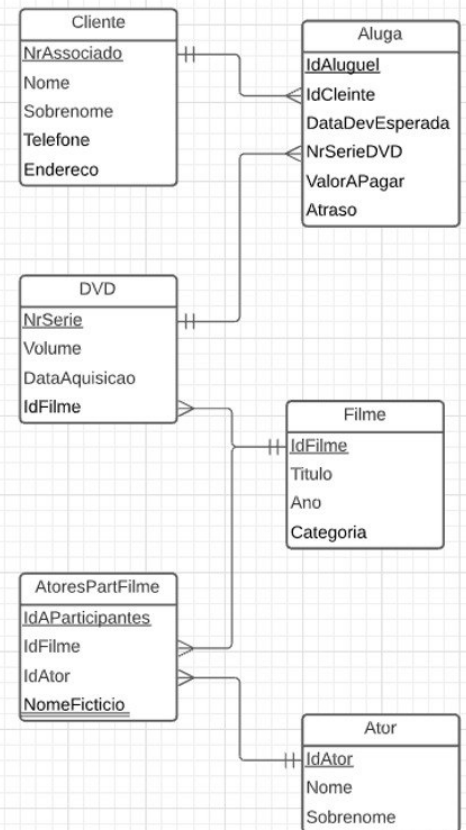 Cliente
NrAssociado
Nome
Sobrenome
Telefone
Endereco
Aluga
IdAluguel
IdCleinte
DataDevEsperada
NrSerieDVD
ValorAPagar
Atraso
DVD
NrSerie
Volume
DataAquisicao
IdFilme
Filme
IdFilme
Titulo
Ano
Categoria
AtoresPartFilme
IdAParticipantes
IdFilme
IdAtor
NomeFicticio
Ator
IdAtor
Nome
Sobrenome